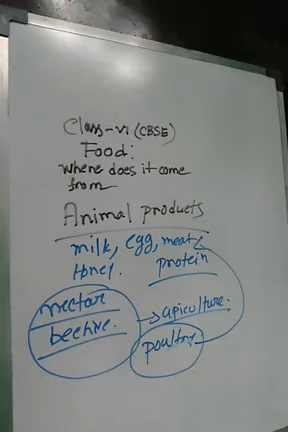 Class-vi (CBSE)
Food:
where does it come
from
Animal products
milk, egg, meat
Honey.
protein
nectar
beehive.
apiculture.
poultry